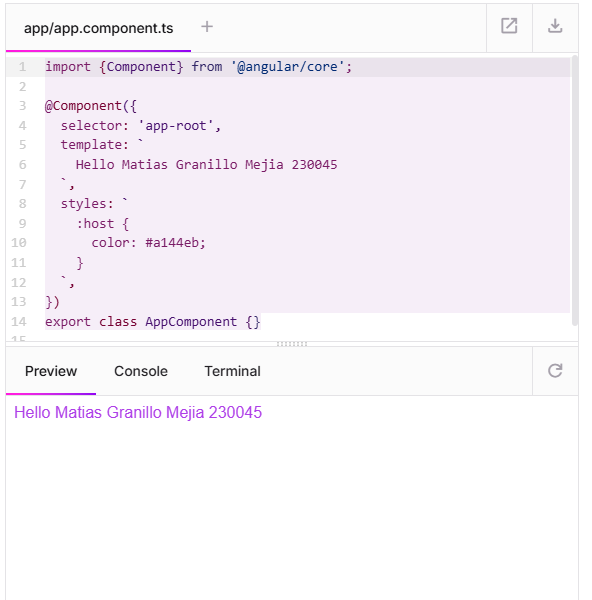 app/app.component.ts +
1 import {Component} from '@angular/core';
2
3 @Component({
4   selector: 'app-root',
5   template: `
6     Hello Matias Granillo Mejia 230045
7   `,
8   styles: `
9     :host {
10       color: #a144eb;
11     }
12   `,
13 })
14 export class AppComponent {}
15
Preview Console Terminal
Hello Matias Granillo Mejia 230045